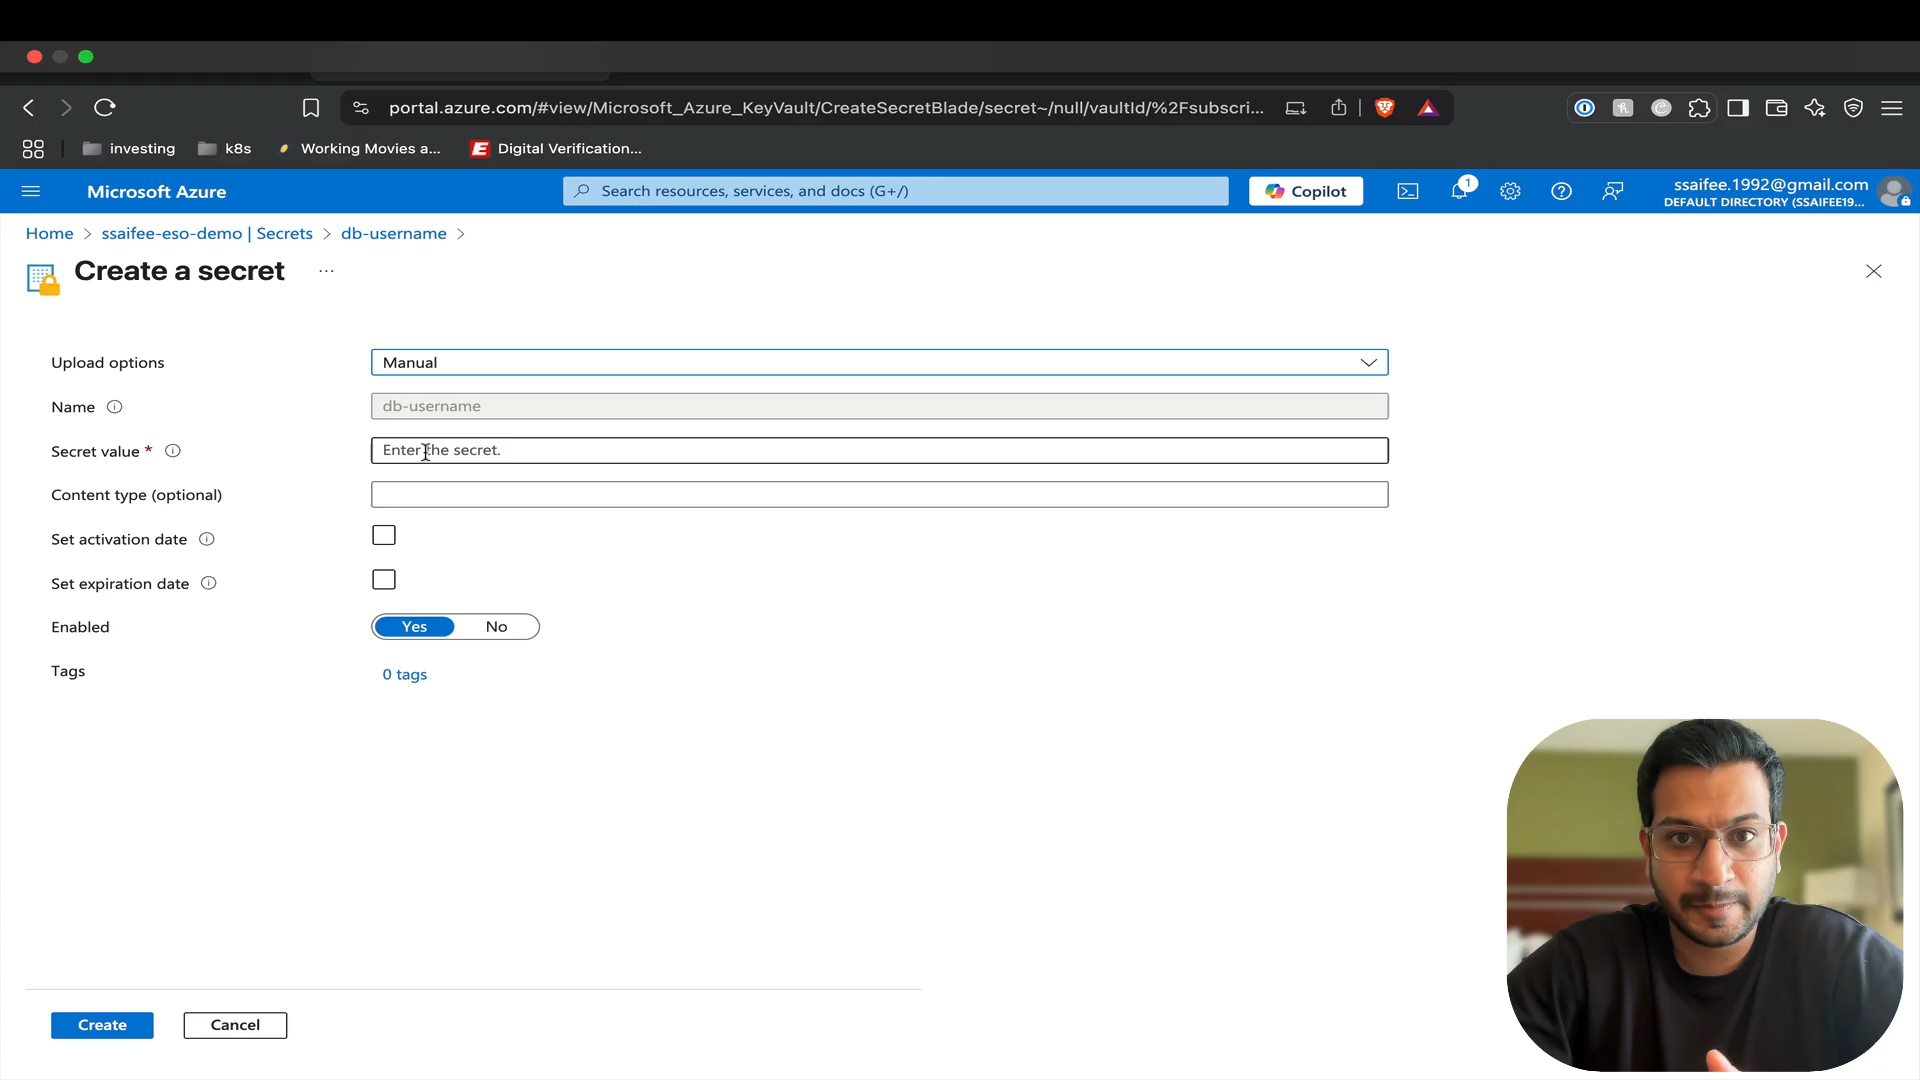 portal.azure.com/#view/Microsoft_Azure_KeyVault/CreateSecretBlade/secret~/null/vaultId/%2Fsubscri...
investing
k8s
Working Movies a...
Digital Verification...
Microsoft Azure
Search resources, services, and docs (G+/)
Copilot
1
ssaifee.1992@gmail.com
DEFAULT DIRECTORY (SSAIFEE19...
Home > ssaifee-eso-demo | Secrets > db-username >
Create a secret ...
Upload options
Manual
Name
db-username
Secret value *
Enter the secret.
Content type (optional)
Set activation date
Set expiration date
Enabled
Yes No
Tags
0 tags
Create
Cancel